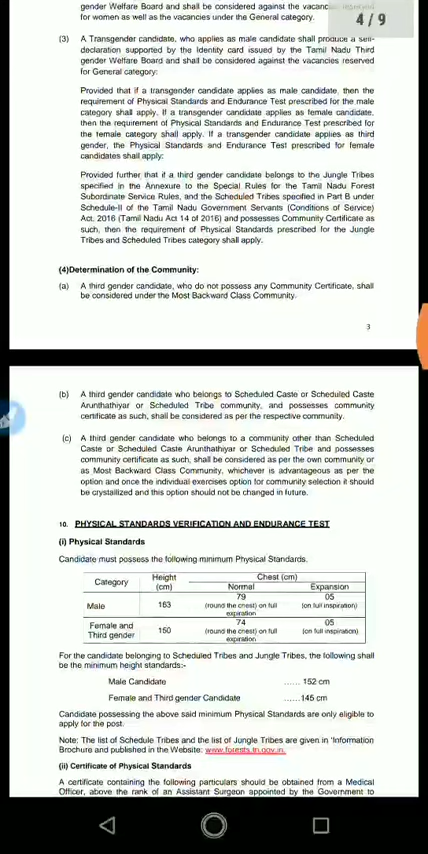 gender Welfare Board and shall be considered against the vacancies reserved
for women as well as the vacancies under the General category.
4 / 9
(3) A Transgender candidate, who applies as male candidate shall produce a self-
declaration supported by the Identity card issued by the Tamil Nadu Third
gender Welfare Board and shall be considered against the vacancies reserved
for General category:
Provided that if a transgender candidate applies as male candidate, then the
requirement of Physical Standards and Endurance Test prescribed for the male
category shall apply. If a transgender candidate applies as female candidate,
then the requirement of Physical Standards and Endurance Test prescribed for
the female category shall apply. If a transgender candidate applies as third
gender, the Physical Standards and Endurance Test prescribed for female
candidates shall apply:
Provided further that if a third gender candidate belongs to the Jungle Tribes
specified in the Annexure to the Special Rules for the Tamil Nadu Forest
Subordinate Service Rules, and the Scheduled Tribes specified in Part B under
Schedule-II of the Tamil Nadu Government Servants (Conditions of Service)
Act, 2016 (Tamil Nadu Act 14 of 2016) and possesses Community Certificate as
such, then the requirement of Physical Standards prescribed for the Jungle
Tribes and Scheduled Tribes category shall apply.
(4)Determination of the Community:
(a) A third gender candidate, who do not possess any Community Certificate, shall
be considered under the Most Backward Class Community.
3
(b) A third gender candidate who belongs to Scheduled Caste or Scheduled Caste
Arunthathiyar or Scheduled Tribe community, and possesses community
certificate as such, shall be considered as per the respective community.
(c) A third gender candidate who belongs to a community other than Scheduled
Caste or Scheduled Caste Arunthathiyar or Scheduled Tribe and possesses
community certificate as such, shall be considered as per the own community or
as Most Backward Class Community, whichever is advantageous as per the
option and once the individual exercises option for community selection it should
be crystallized and this option should not be changed in future.
10. PHYSICAL STANDARDS VERIFICATION AND ENDURANCE TEST
(i) Physical Standards
Candidate must possess the following minimum Physical Standards.
Category Height (cm) Chest (cm)
Normal Expansion
Male 163 79 (round the chest) on full expiration 05 (on full inspiration)
Female and Third gender 150 74 (round the chest) on full expiration 05 (on full inspiration)
For the candidate belonging to Scheduled Tribes and Jungle Tribes, the following shall
be the minimum height standards:-
Male Candidate ...... 152 cm
Female and Third gender Candidate ......145 cm
Candidate possessing the above said minimum Physical Standards are only eligible to
apply for the post.
Note: The list of Schedule Tribes and the list of Jungle Tribes are given in 'Information
Brochure and published in the Website: www.forests.tn.gov.in.
(ii) Certificate of Physical Standards
A certificate containing the following particulars should be obtained from a Medical
Officer, above the rank of an Assistant Surgeon appointed by the Government to